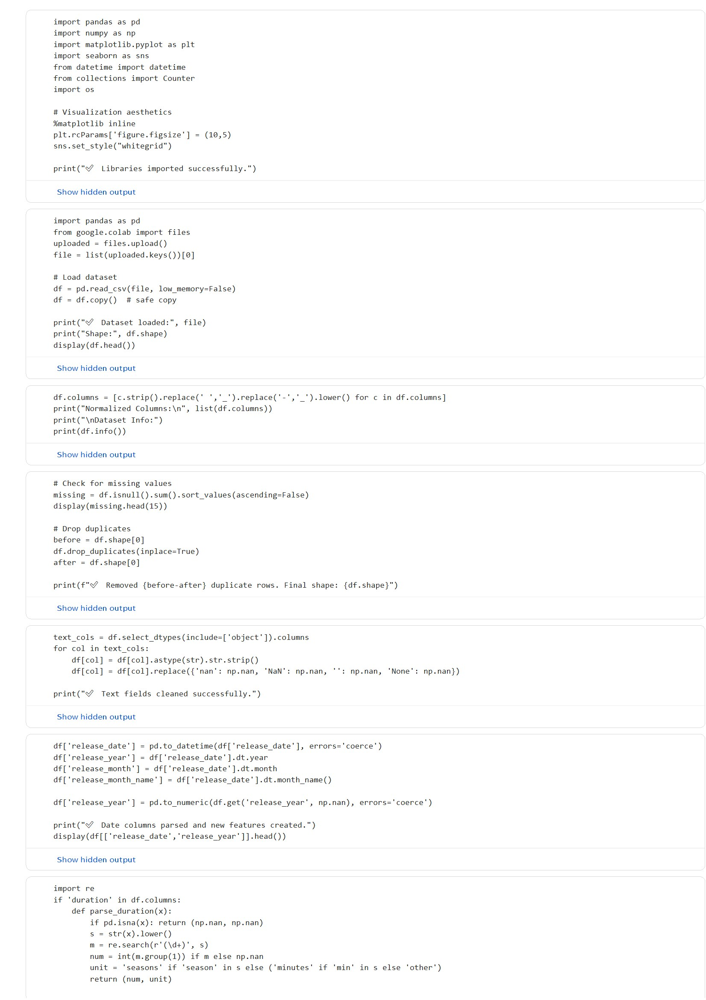 import pandas as pd
import numpy as np
import matplotlib.pyplot as plt
import seaborn as sns
from datetime import datetime
from collections import Counter
import os

# Visualization aesthetics
%matplotlib inline
plt.rcParams['figure.figsize'] = (10,5)
sns.set_style("whitegrid")

print("✅ Libraries imported successfully.")
Show hidden output
import pandas as pd
from google.colab import files
uploaded = files.upload()
file = list(uploaded.keys())[0]

# Load dataset
df = pd.read_csv(file, low_memory=False)
df = df.copy()  # safe copy

print("✅ Dataset loaded:", file)
print("Shape:", df.shape)
display(df.head())
Show hidden output
df.columns = [c.strip().replace(' ','_').replace('-','_').lower() for c in df.columns]
print("Normalized Columns:\n", list(df.columns))
print("\nDataset Info:")
print(df.info())
Show hidden output
# Check for missing values
missing = df.isnull().sum().sort_values(ascending=False)
display(missing.head(15))

# Drop duplicates
before = df.shape[0]
df.drop_duplicates(inplace=True)
after = df.shape[0]

print(f"✅ Removed {before-after} duplicate rows. Final shape: {df.shape}")
Show hidden output
text_cols = df.select_dtypes(include=['object']).columns
for col in text_cols:
    df[col] = df[col].astype(str).str.strip()
    df[col] = df[col].replace({'nan': np.nan, 'NaN': np.nan, '': np.nan, 'None': np.nan})

print("✅ Text fields cleaned successfully.")
Show hidden output
df['release_date'] = pd.to_datetime(df['release_date'], errors='coerce')
df['release_year'] = df['release_date'].dt.year
df['release_month'] = df['release_date'].dt.month
df['release_month_name'] = df['release_date'].dt.month_name()

df['release_year'] = pd.to_numeric(df.get('release_year', np.nan), errors='coerce')

print("✅ Date columns parsed and new features created.")
display(df[['release_date','release_year']].head())
Show hidden output
import re
if 'duration' in df.columns:
    def parse_duration(x):
        if pd.isna(x): return (np.nan, np.nan)
        s = str(x).lower()
        m = re.search(r'(\d+)', s)
        num = int(m.group(1)) if m else np.nan
        unit = 'seasons' if 'season' in s else ('minutes' if 'min' in s else 'other')
        return (num, unit)